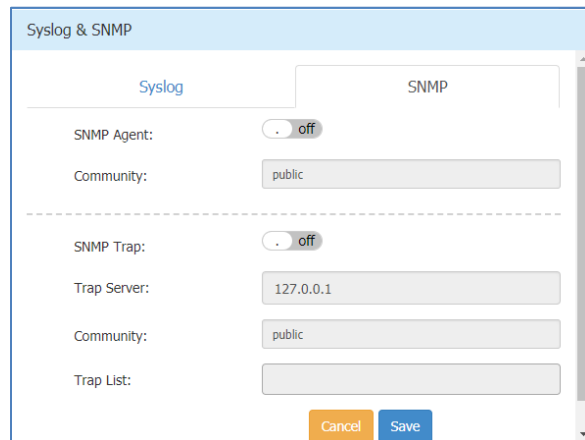 Syslog & SNMP
Syslog SNMP
SNMP Agent: . off
Community: public
SNMP Trap: . off
Trap Server: 127.0.0.1
Community: public
Trap List:
Cancel Save